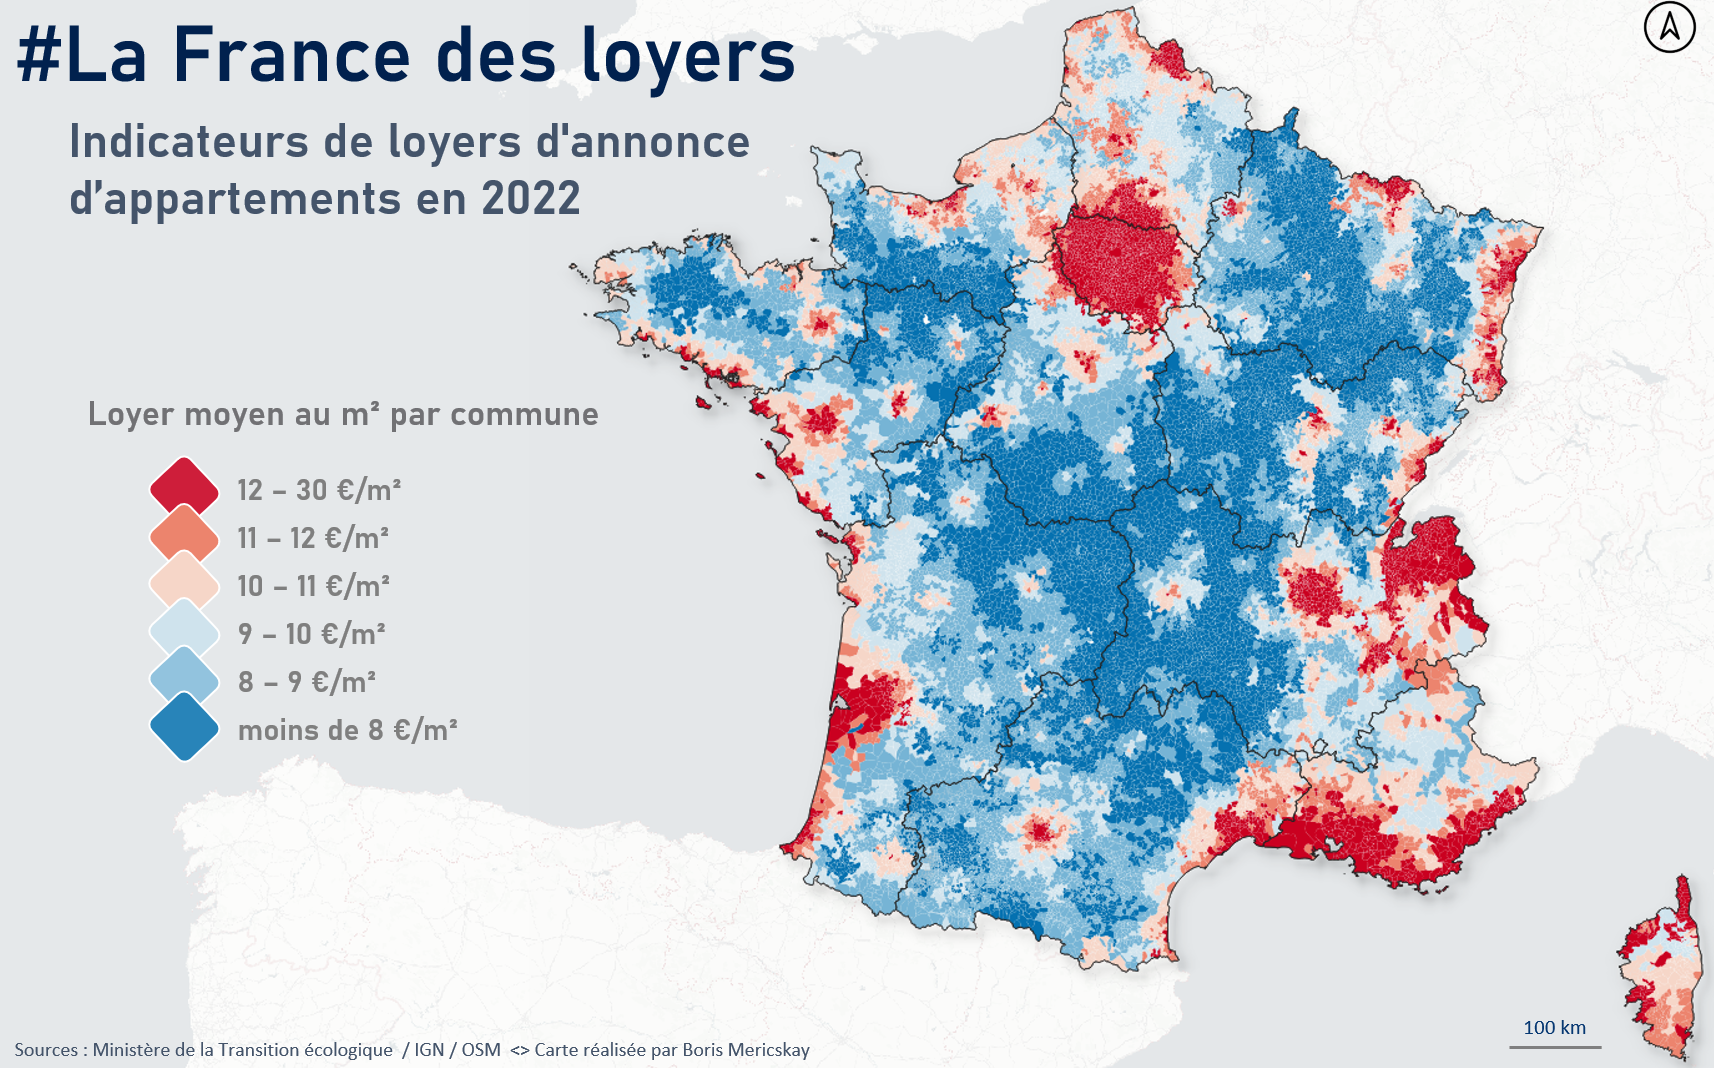 #La France des loyers
Indicateurs de loyers d'annonce
d’appartements en 2022
Loyer moyen au m² par commune
12 – 30 €/m²
11 – 12 €/m²
10 – 11 €/m²
9 – 10 €/m²
8 – 9 €/m²
moins de 8 €/m²
100 km
Sources : Ministère de la Transition écologique / IGN / OSM <> Carte réalisée par Boris Mericskay